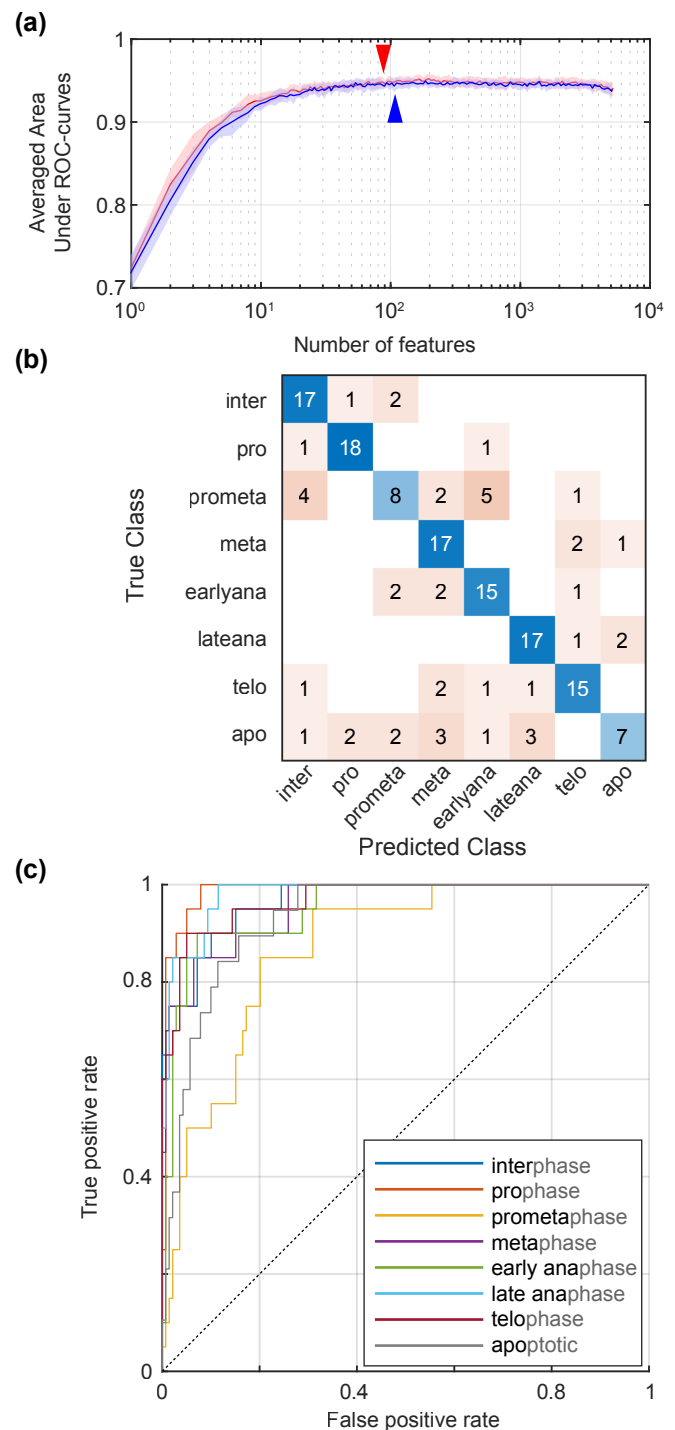 (a)
Averaged Area
Under ROC-curves
1
0.9
0.8
0.7
10⁰ 10¹ 10² 10³ 10⁴
Number of features
(b)
True Class
inter 17 1 2
pro 1 18 1
prometa 4 8 2 5 1
meta 17 2 1
earlyana 2 2 15 1
lateana 17 1 2
telo 1 2 1 1 15
apo 1 2 2 3 1 3 7
inter pro prometa meta earlyana lateana telo apo
Predicted Class
(c)
True positive rate
1
0.8
0.4
0
interphase
prophase
prometaphase
metaphase
early anaphase
late anaphase
telophase
apoptotic
0 0.4 0.8 1
False positive rate